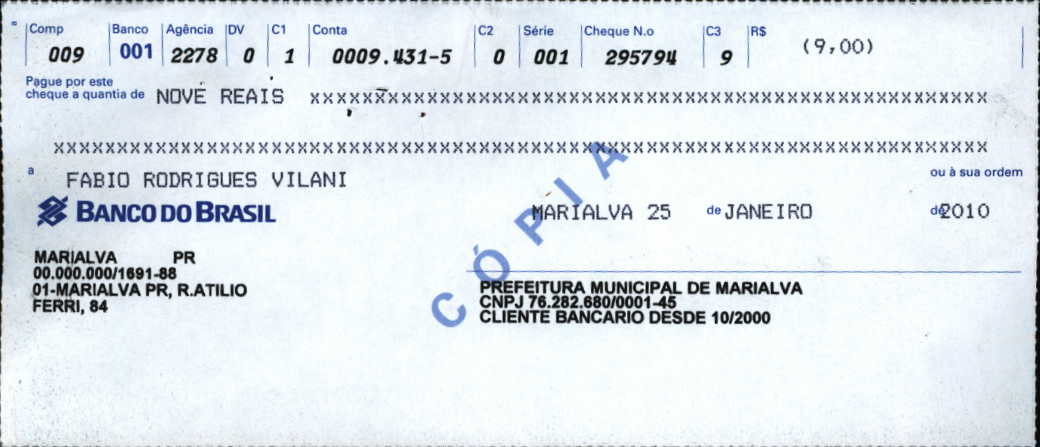 Comp Banco Agência DV C1 Conta C2 Série Cheque N.o C3 R$
009 001 2278 0 1 0009.431-5 0 001 295794 9 (9,00)
Pague por este
cheque a quantia de NOVE REAIS xxxxxxxxxxxxxxxxxxxxxxxxxxxxxxxxxxxxxxxxxxxxxxxxxxxxxxxxxx
xxxxxxxxxxxxxxxxxxxxxxxxxxxxxxxxxxxxxxxxxxxxxxxxxxxxxxxxxxxxxxxxxxxxxxxxxxxxxxxx
a FABIO RODRIGUES VILANI ou à sua ordem
BANCO DO BRASIL MARIALVA 25 de JANEIRO de 2010
CÓPIA
MARIALVA PR
00.000.000/1691-88
01-MARIALVA PR, R.ATILIO
FERRI, 84
PREFEITURA MUNICIPAL DE MARIALVA
CNPJ 76.282.680/0001-45
CLIENTE BANCARIO DESDE 10/2000